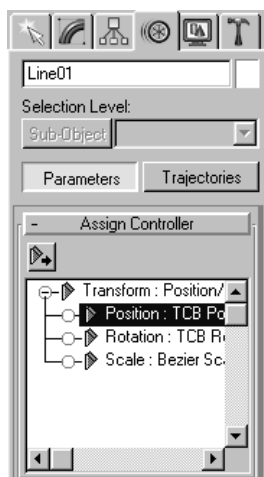 Line01
Selection Level:
Sub-Object
Parameters Trajectories
- Assign Controller
Transform : Position/
Position : TCB Po
Rotation : TCB R
Scale : Bezier Sc